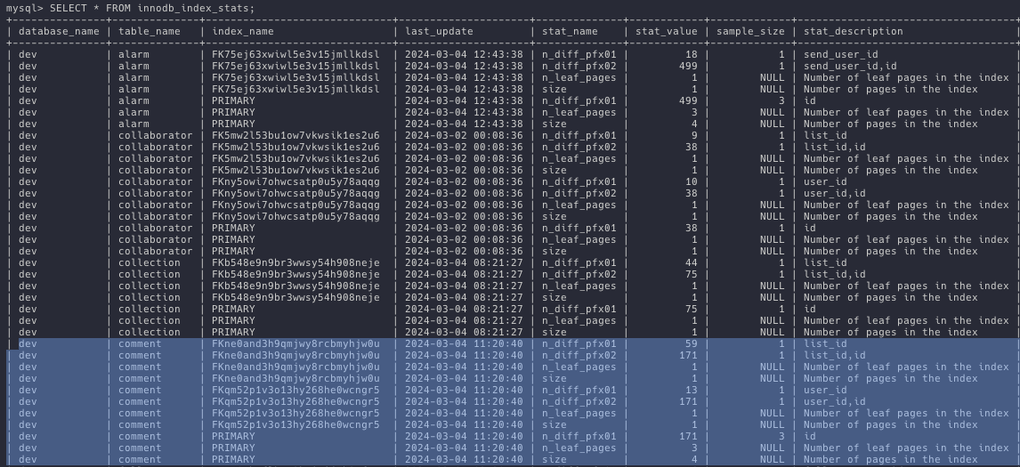 mysql> SELECT * FROM innodb_index_stats;
| database_name | table_name | index_name | last_update | stat_name | stat_value | sample_size | stat_description
| dev | alarm | FK75ej63xwiwl5e3v15jmllkdsl | 2024-03-04 12:43:38 | n_diff_pfx01 | 18 | 1 | send_user_id
| dev | alarm | FK75ej63xwiwl5e3v15jmllkdsl | 2024-03-04 12:43:38 | n_diff_pfx02 | 499 | 1 | send_user_id,id
| dev | alarm | FK75ej63xwiwl5e3v15jmllkdsl | 2024-03-04 12:43:38 | n_leaf_pages | 1 | NULL | Number of leaf pages in the index
| dev | alarm | FK75ej63xwiwl5e3v15jmllkdsl | 2024-03-04 12:43:38 | size | 1 | NULL | Number of pages in the index
| dev | alarm | PRIMARY | 2024-03-04 12:43:38 | n_diff_pfx01 | 499 | 3 | id
| dev | alarm | PRIMARY | 2024-03-04 12:43:38 | n_leaf_pages | 3 | NULL | Number of leaf pages in the index
| dev | alarm | PRIMARY | 2024-03-04 12:43:38 | size | 4 | NULL | Number of pages in the index
| dev | collaborator | FK5mw2l53bu1ow7vkwsik1es2u6 | 2024-03-02 00:08:36 | n_diff_pfx01 | 9 | 1 | list_id
| dev | collaborator | FK5mw2l53bu1ow7vkwsik1es2u6 | 2024-03-02 00:08:36 | n_diff_pfx02 | 38 | 1 | list_id,id
| dev | collaborator | FK5mw2l53bu1ow7vkwsik1es2u6 | 2024-03-02 00:08:36 | n_leaf_pages | 1 | NULL | Number of leaf pages in the index
| dev | collaborator | FK5mw2l53bu1ow7vkwsik1es2u6 | 2024-03-02 00:08:36 | size | 1 | NULL | Number of pages in the index
| dev | collaborator | FKny5owi7ohwcsatp0u5y78aqqg | 2024-03-02 00:08:36 | n_diff_pfx01 | 10 | 1 | user_id
| dev | collaborator | FKny5owi7ohwcsatp0u5y78aqqg | 2024-03-02 00:08:36 | n_diff_pfx02 | 38 | 1 | user_id,id
| dev | collaborator | FKny5owi7ohwcsatp0u5y78aqqg | 2024-03-02 00:08:36 | n_leaf_pages | 1 | NULL | Number of leaf pages in the index
| dev | collaborator | FKny5owi7ohwcsatp0u5y78aqqg | 2024-03-02 00:08:36 | size | 1 | NULL | Number of pages in the index
| dev | collaborator | PRIMARY | 2024-03-02 00:08:36 | n_diff_pfx01 | 38 | 1 | id
| dev | collaborator | PRIMARY | 2024-03-02 00:08:36 | n_leaf_pages | 1 | NULL | Number of leaf pages in the index
| dev | collaborator | PRIMARY | 2024-03-02 00:08:36 | size | 1 | NULL | Number of pages in the index
| dev | collection | FKb548e9n9br3wwsy54h908neje | 2024-03-04 08:21:27 | n_diff_pfx01 | 44 | 1 | list_id
| dev | collection | FKb548e9n9br3wwsy54h908neje | 2024-03-04 08:21:27 | n_diff_pfx02 | 75 | 1 | list_id,id
| dev | collection | FKb548e9n9br3wwsy54h908neje | 2024-03-04 08:21:27 | n_leaf_pages | 1 | NULL | Number of leaf pages in the index
| dev | collection | FKb548e9n9br3wwsy54h908neje | 2024-03-04 08:21:27 | size | 1 | NULL | Number of pages in the index
| dev | collection | PRIMARY | 2024-03-04 08:21:27 | n_diff_pfx01 | 75 | 1 | id
| dev | collection | PRIMARY | 2024-03-04 08:21:27 | n_leaf_pages | 1 | NULL | Number of leaf pages in the index
| dev | collection | PRIMARY | 2024-03-04 08:21:27 | size | 1 | NULL | Number of pages in the index
| dev | comment | FKne0and3h9qmjwy8rcbmyhjw0u | 2024-03-04 11:20:40 | n_diff_pfx01 | 59 | 1 | list_id
| dev | comment | FKne0and3h9qmjwy8rcbmyhjw0u | 2024-03-04 11:20:40 | n_diff_pfx02 | 171 | 1 | list_id,id
| dev | comment | FKne0and3h9qmjwy8rcbmyhjw0u | 2024-03-04 11:20:40 | n_leaf_pages | 1 | NULL | Number of leaf pages in the index
| dev | comment | FKne0and3h9qmjwy8rcbmyhjw0u | 2024-03-04 11:20:40 | size | 1 | NULL | Number of pages in the index
| dev | comment | FKqm52p1v3o13hy268he0wcngr5 | 2024-03-04 11:20:40 | n_diff_pfx01 | 13 | 1 | user_id
| dev | comment | FKqm52p1v3o13hy268he0wcngr5 | 2024-03-04 11:20:40 | n_diff_pfx02 | 171 | 1 | user_id,id
| dev | comment | FKqm52p1v3o13hy268he0wcngr5 | 2024-03-04 11:20:40 | n_leaf_pages | 1 | NULL | Number of leaf pages in the index
| dev | comment | FKqm52p1v3o13hy268he0wcngr5 | 2024-03-04 11:20:40 | size | 1 | NULL | Number of pages in the index
| dev | comment | PRIMARY | 2024-03-04 11:20:40 | n_diff_pfx01 | 171 | 3 | id
| dev | comment | PRIMARY | 2024-03-04 11:20:40 | n_leaf_pages | 3 | NULL | Number of leaf pages in the index
| dev | comment | PRIMARY | 2024-03-04 11:20:40 | size | 4 | NULL | Number of pages in the index